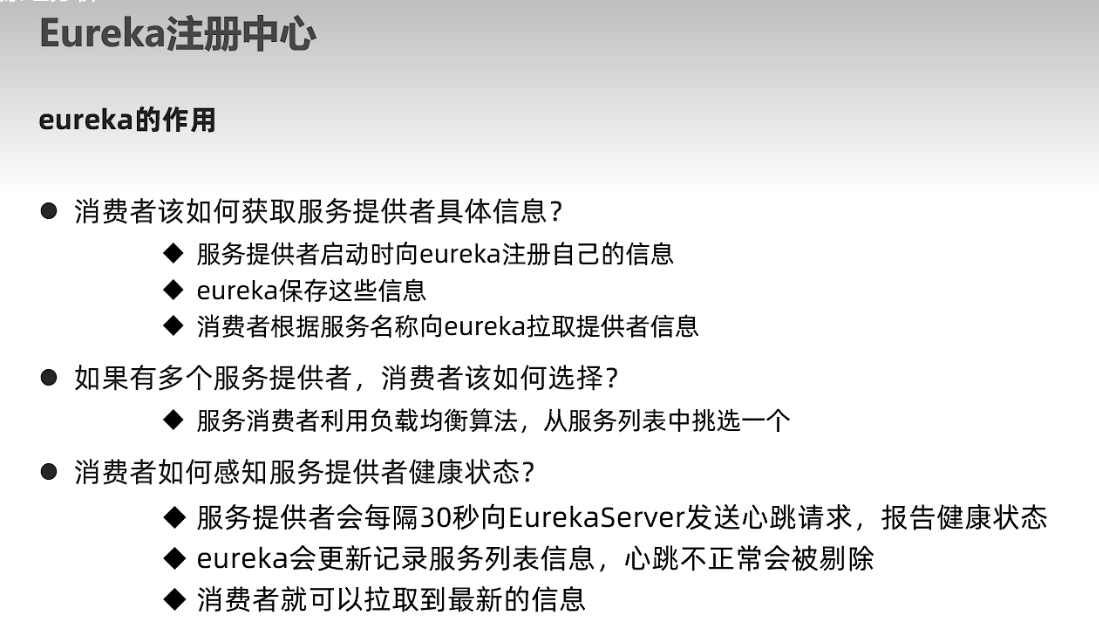 Eureka注册中心
eureka的作用
● 消费者该如何获取服务提供者具体信息？
◆ 服务提供者启动时向eureka注册自己的信息
◆ eureka保存这些信息
◆ 消费者根据服务名称向eureka拉取提供者信息
● 如果有多个服务提供者，消费者该如何选择？
◆ 服务消费者利用负载均衡算法，从服务列表中挑选一个
● 消费者如何感知服务提供者健康状态？
◆ 服务提供者会每隔30秒向EurekaServer发送心跳请求，报告健康状态
◆ eureka会更新记录服务列表信息，心跳不正常会被剔除
◆ 消费者就可以拉取到最新的信息